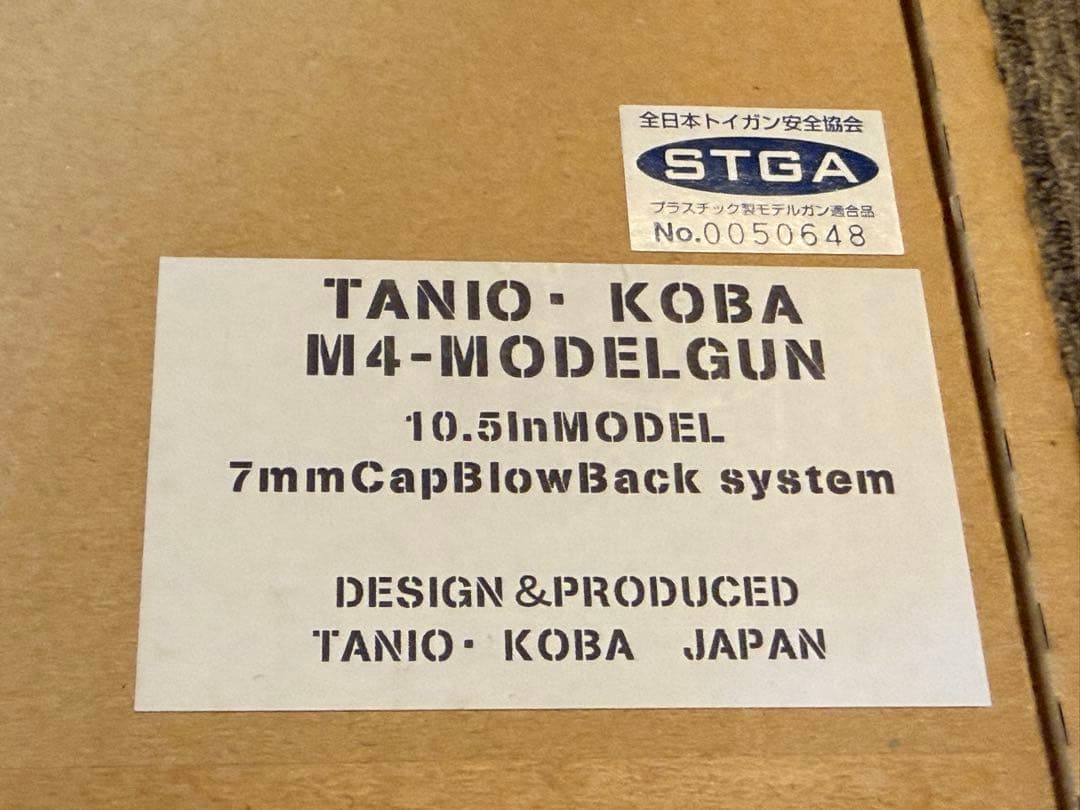 全日本トイガン安全協会
STGA
プラスチック製モデルガン適合品
No.0050648
TANIO・ KOBA
M4-MODELGUN
10.5InMODEL
7mmCapBlowBack system
DESIGN &PRODUCED
TANIO・ KOBA JAPAN